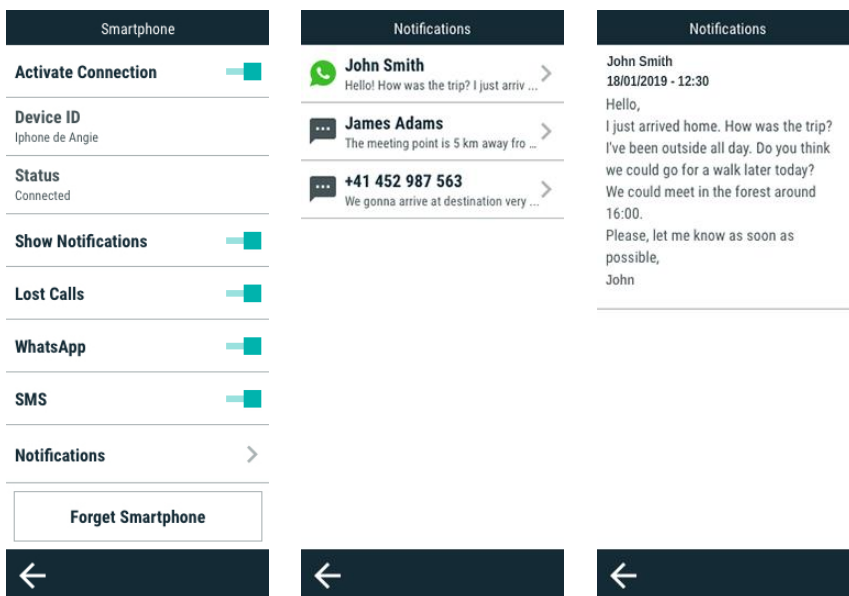 Smartphone
Activate Connection
Device ID
Iphone de Angie
Status
Connected
Show Notifications
Lost Calls
WhatsApp
SMS
Notifications
Forget Smartphone
Notifications
John Smith
Hello! How was the trip? I just arriv ...
James Adams
The meeting point is 5 km away fro ...
+41 452 987 563
We gonna arrive at destination very ...
Notifications
John Smith
18/01/2019 - 12:30
Hello,
I just arrived home. How was the trip?
I've been outside all day. Do you think
we could go for a walk later today?
We could meet in the forest around
16:00.
Please, let me know as soon as
possible,
John